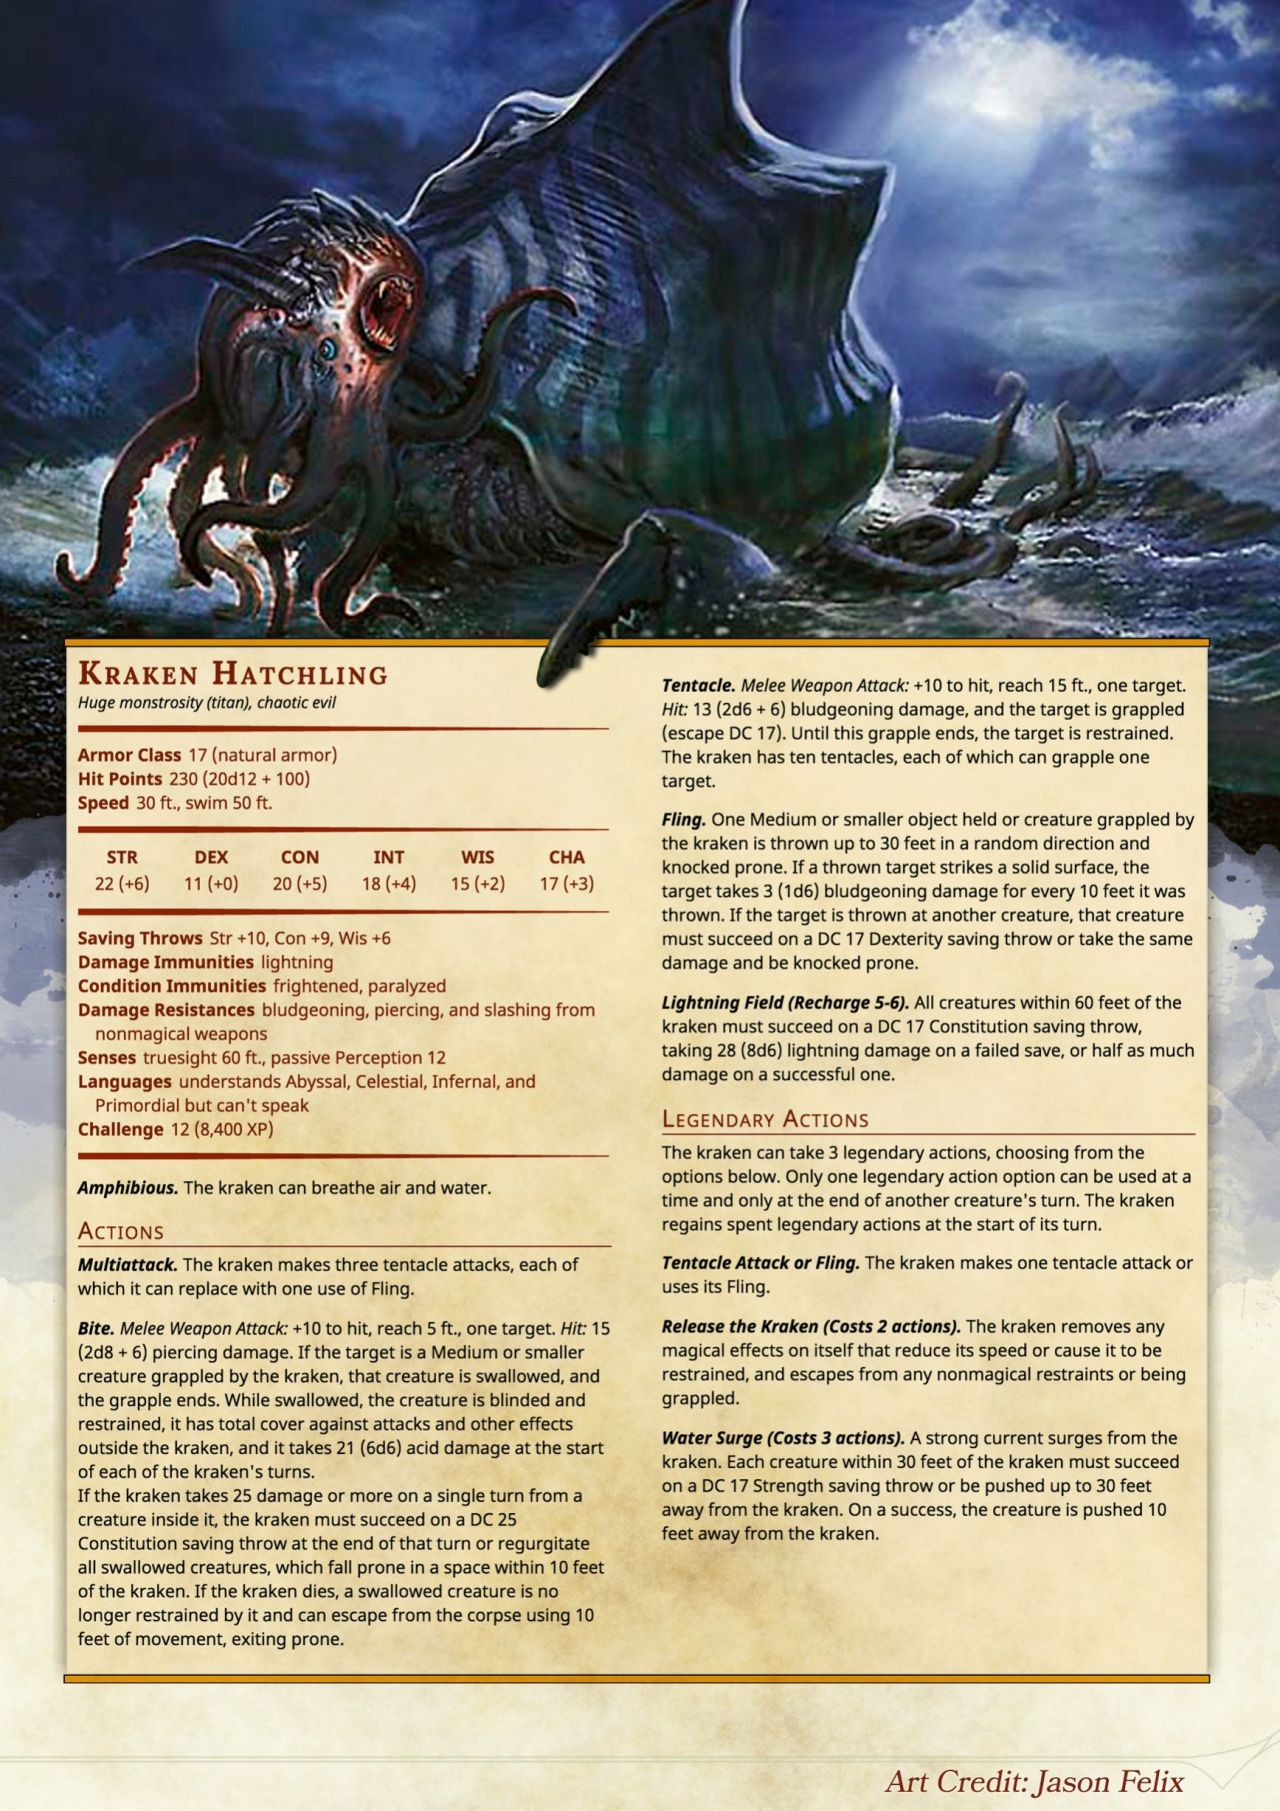 Kraken Hatchling
Huge monstrosity (titan), chaotic evil
Armor Class 17 (natural armor)
Hit Points 230 (20d12 + 100)
Speed 30 ft., swim 50 ft.
STR DEX CON INT WIS CHA
22 (+6) 11 (+0) 20 (+5) 18 (+4) 15 (+2) 17 (+3)
Saving Throws Str +10, Con +9, Wis +6
Damage Immunities lightning
Condition Immunities frightened, paralyzed
Damage Resistances bludgeoning, piercing, and slashing from
nonmagical weapons
Senses truesight 60 ft., passive Perception 12
Languages understands Abyssal, Celestial, Infernal, and
Primordial but can't speak
Challenge 12 (8,400 XP)
Amphibious. The kraken can breathe air and water.
Actions
Multiattack. The kraken makes three tentacle attacks, each of
which it can replace with one use of Fling.
Bite. Melee Weapon Attack: +10 to hit, reach 5 ft., one target. Hit: 15
(2d8 + 6) piercing damage. If the target is a Medium or smaller
creature grappled by the kraken, that creature is swallowed, and
the grapple ends. While swallowed, the creature is blinded and
restrained, it has total cover against attacks and other effects
outside the kraken, and it takes 21 (6d6) acid damage at the start
of each of the kraken's turns.
If the kraken takes 25 damage or more on a single turn from a
creature inside it, the kraken must succeed on a DC 25
Constitution saving throw at the end of that turn or regurgitate
all swallowed creatures, which fall prone in a space within 10 feet
of the kraken. If the kraken dies, a swallowed creature is no
longer restrained by it and can escape from the corpse using 10
feet of movement, exiting prone.
Tentacle. Melee Weapon Attack: +10 to hit, reach 15 ft., one target.
Hit: 13 (2d6 + 6) bludgeoning damage, and the target is grappled
(escape DC 17). Until this grapple ends, the target is restrained.
The kraken has ten tentacles, each of which can grapple one
target.
Fling. One Medium or smaller object held or creature grappled by
the kraken is thrown up to 30 feet in a random direction and
knocked prone. If a thrown target strikes a solid surface, the
target takes 3 (1d6) bludgeoning damage for every 10 feet it was
thrown. If the target is thrown at another creature, that creature
must succeed on a DC 17 Dexterity saving throw or take the same
damage and be knocked prone.
Lightning Field (Recharge 5-6). All creatures within 60 feet of the
kraken must succeed on a DC 17 Constitution saving throw,
taking 28 (8d6) lightning damage on a failed save, or half as much
damage on a successful one.
Legendary Actions
The kraken can take 3 legendary actions, choosing from the
options below. Only one legendary action option can be used at a
time and only at the end of another creature's turn. The kraken
regains spent legendary actions at the start of its turn.
Tentacle Attack or Fling. The kraken makes one tentacle attack or
uses its Fling.
Release the Kraken (Costs 2 actions). The kraken removes any
magical effects on itself that reduce its speed or cause it to be
restrained, and escapes from any nonmagical restraints or being
grappled.
Water Surge (Costs 3 actions). A strong current surges from the
kraken. Each creature within 30 feet of the kraken must succeed
on a DC 17 Strength saving throw or be pushed up to 30 feet
away from the kraken. On a success, the creature is pushed 10
feet away from the kraken.
Art Credit: Jason Felix